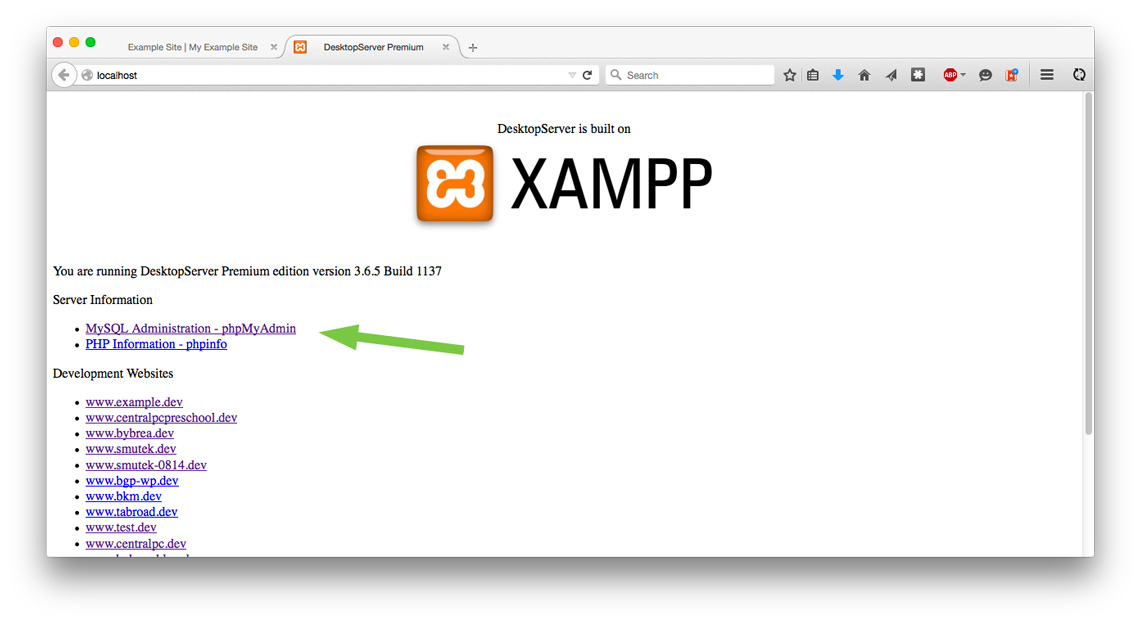 Example Site | My Example Site
DesktopServer Premium
localhost
Search
ABP
DesktopServer is built on
XAMPP
You are running DesktopServer Premium edition version 3.6.5 Build 1137
Server Information
MySQL Administration - phpMyAdmin
PHP Information - phpinfo
Development Websites
www.example.dev
www.centralpcpreschool.dev
www.bybrea.dev
www.smutek.dev
www.smutek-0814.dev
www.bgp-wp.dev
www.bkm.dev
www.tabroad.dev
www.test.dev
www.centralpc.dev